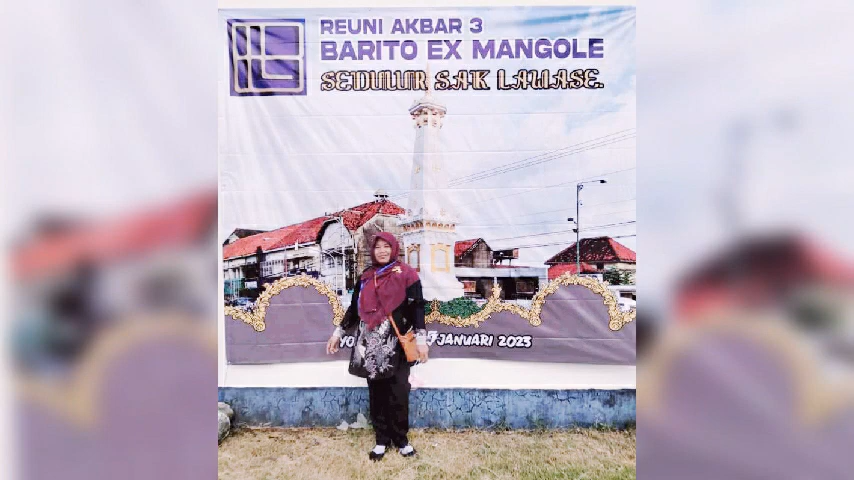 REUNI AKBAR 3
BARITO EX MANGOLE
SEDULUR SAK LAWASE.
JANUARI 2023